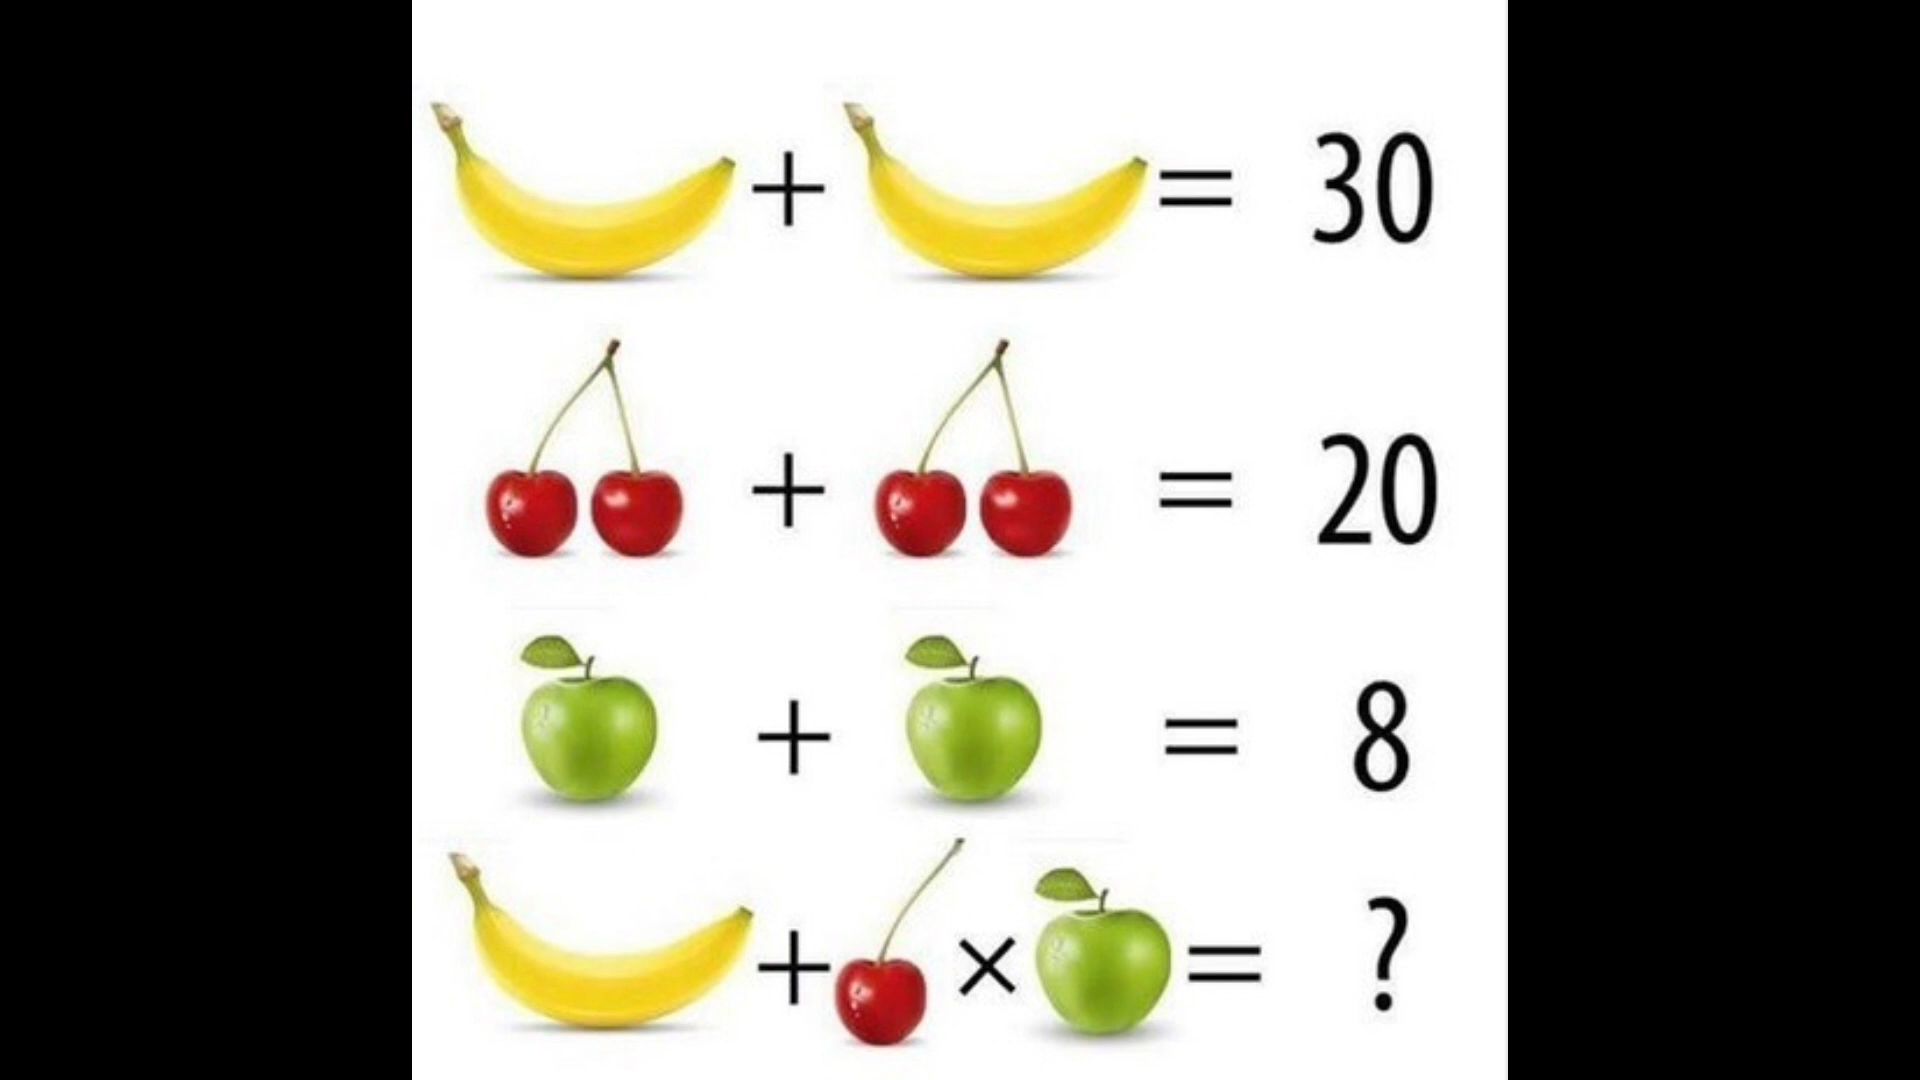 + = 30
+ = 20
+ = 8
+ × = ?